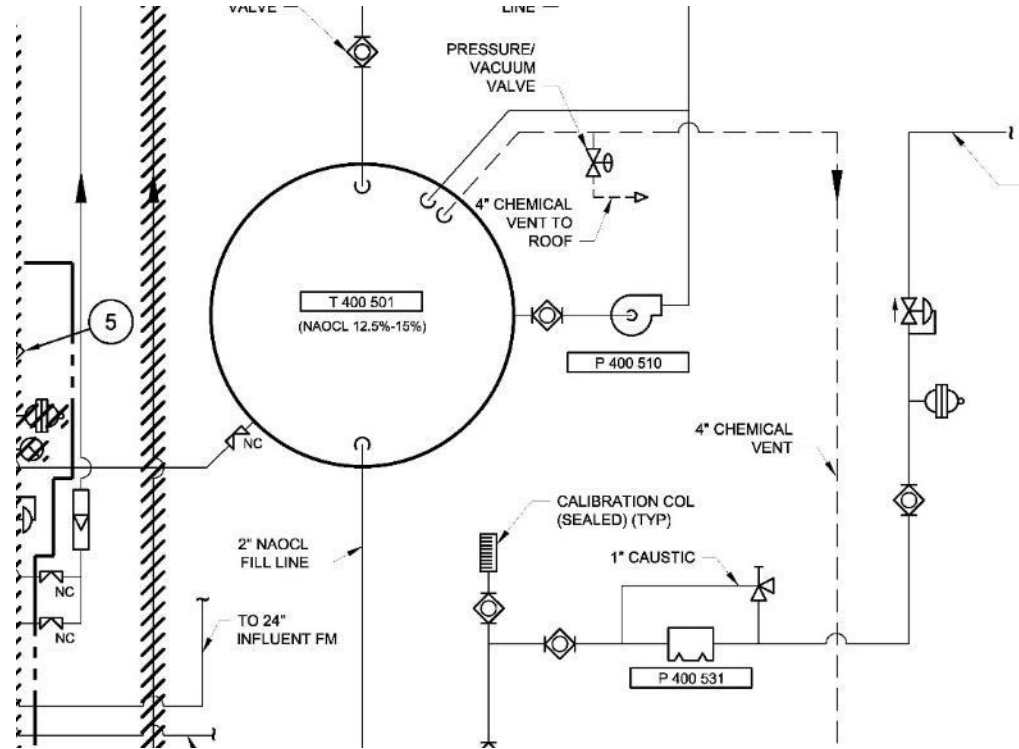 VALVE
LINE
PRESSURE/
VACUUM
VALVE
4" CHEMICAL
VENT TO
ROOF
T 400 501
(NAOCL 12.5%-15%)
5
P 400 510
NC
4" CHEMICAL
VENT
CALIBRATION COL
(SEALED) (TYP)
2" NAOCL
FILL LINE
1" CAUSTIC
NC
TO 24"
INFLUENT FM
NC
P 400 531